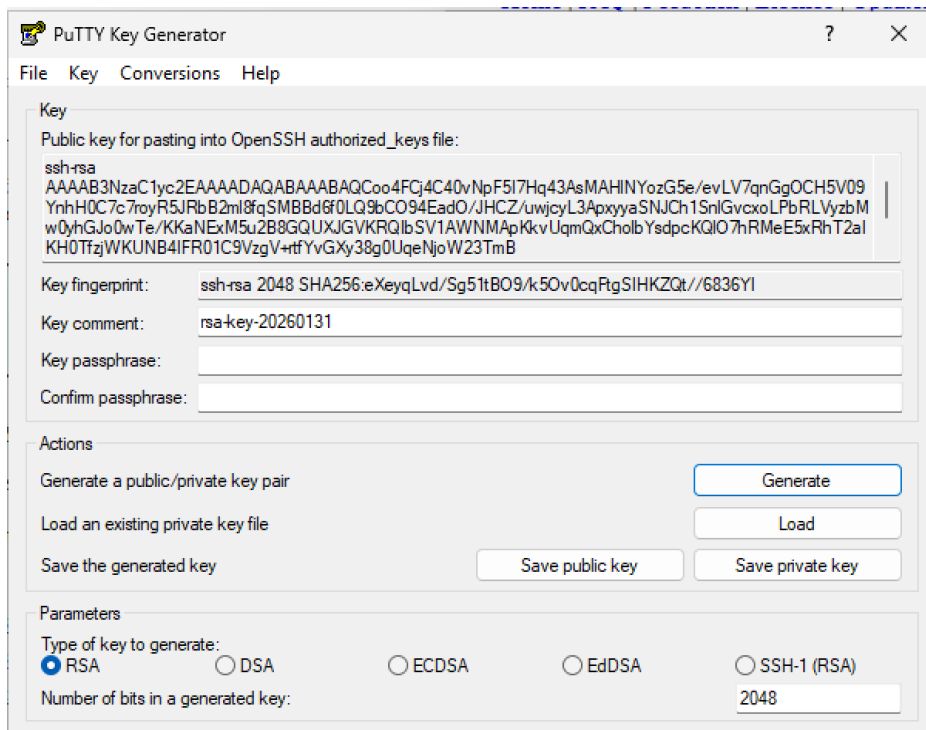 PuTTY Key Generator
File Key Conversions Help
Key
Public key for pasting into OpenSSH authorized_keys file:
ssh-rsa
AAAAB3NzaC1yc2EAAAADAQABAAABAQCoo4FCj4C40vNpF5I7Hq43AsMAHINYozG5e/evLV7qnGgOCH5V09
YnhH0C7c7royR5JRbB2ml8fqSMBBd6f0LQ9bCO94EadO/JHCZ/uwjcyL3ApxyyaSNJCh1SnlGvcxoLPbRLVyzbM
w0yhGJo0wTe/KKaNExM5u2B8GQUXJGVKRQIbSV1AWNMApKkvUqmQxCholbYsdpcKQIO7hRMeE5xRhT2aI
KH0TfzjWKUNB4IFR01C9VzgV+rtfYvGXy38g0UqeNjoW23TmB
Key fingerprint: ssh-rsa 2048 SHA256:eXeyqLvd/Sg51tBO9/k5Ov0cqFtgSIHKZQt//6836YI
Key comment: rsa-key-20260131
Key passphrase:
Confirm passphrase:
Actions
Generate a public/private key pair Generate
Load an existing private key file Load
Save the generated key Save public key Save private key
Parameters
Type of key to generate:
RSA DSA ECDSA EdDSA SSH-1 (RSA)
Number of bits in a generated key: 2048